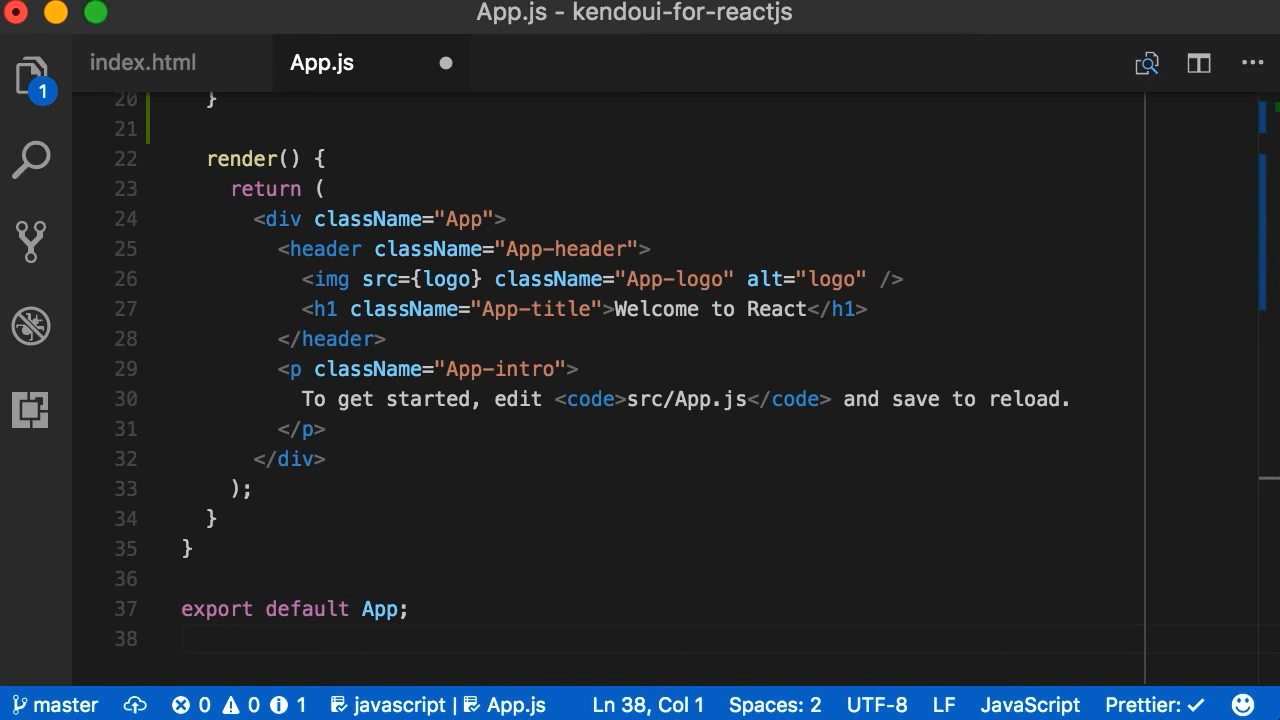 App.js - kendoui-for-reactjs
index.html App.js
1
20 }
21
22 render() {
23 return (
24 <div className="App">
25 <header className="App-header">
26 <img src={logo} className="App-logo" alt="logo" />
27 <h1 className="App-title">Welcome to React</h1>
28 </header>
29 <p className="App-intro">
30 To get started, edit <code>src/App.js</code> and save to reload.
31 </p>
32 </div>
33 );
34 }
35 }
36
37 export default App;
38
master 0 0 1 javascript | App.js Ln 38, Col 1 Spaces: 2 UTF-8 LF JavaScript Prettier: ✓